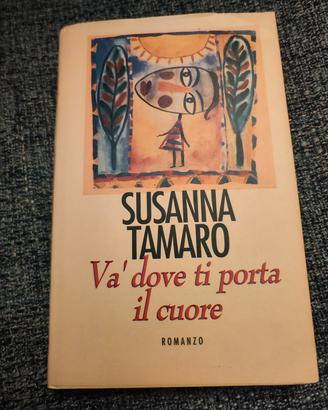 SUSANNA
TAMARO
Va' dove ti porta
il cuore
ROMANZO